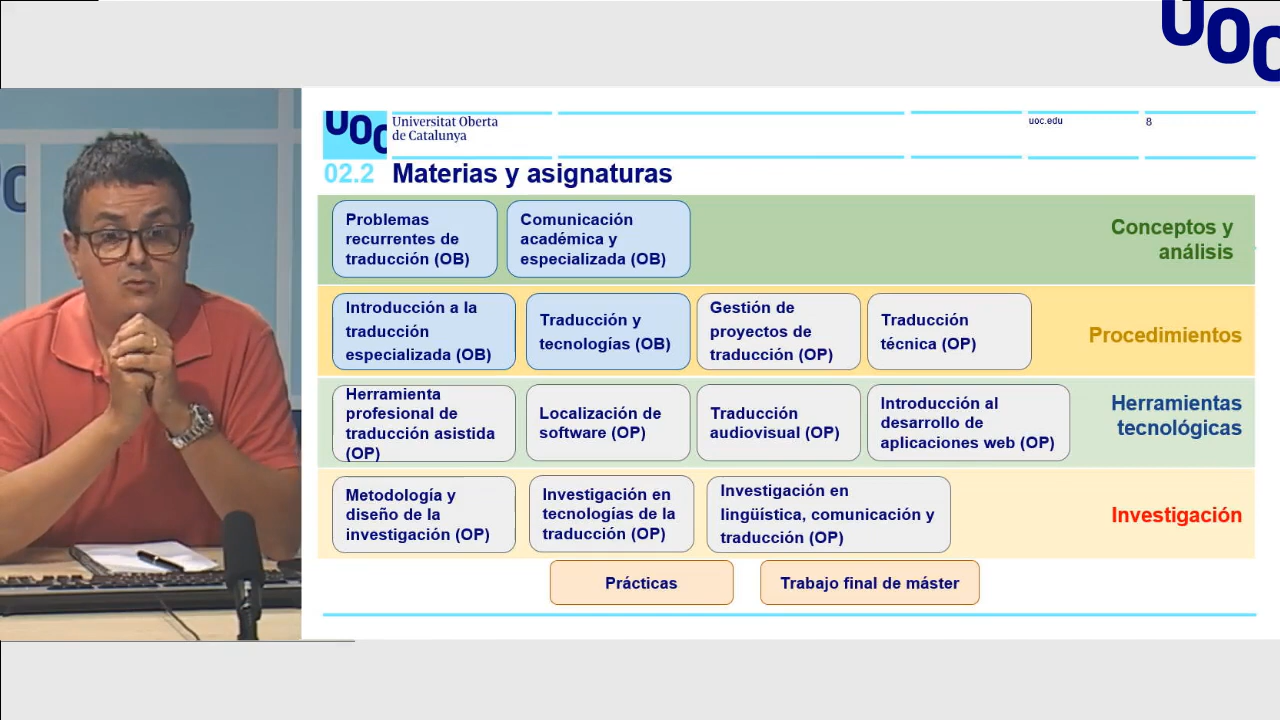 UOC
UOC
Universitat Oberta
de Catalunya
uoc.edu
8
02.2 Materias y asignaturas
Problemas
recurrentes de
traducción (OB)
Comunicación
académica y
especializada (OB)
Conceptos y
análisis
Introducción a la
traducción
especializada (OB)
Traducción y
tecnologías (OB)
Gestión de
proyectos de
traducción (OP)
Traducción
técnica (OP)
Procedimientos
Herramienta
profesional de
traducción asistida
(OP)
Localización de
software (OP)
Traducción
audiovisual (OP)
Introducción al
desarrollo de
aplicaciones web (OP)
Herramientas
tecnológicas
Metodología y
diseño de la
investigación (OP)
Investigación en
tecnologías de la
traducción (OP)
Investigación en
lingüística, comunicación y
traducción (OP)
Investigación
Prácticas
Trabajo final de máster